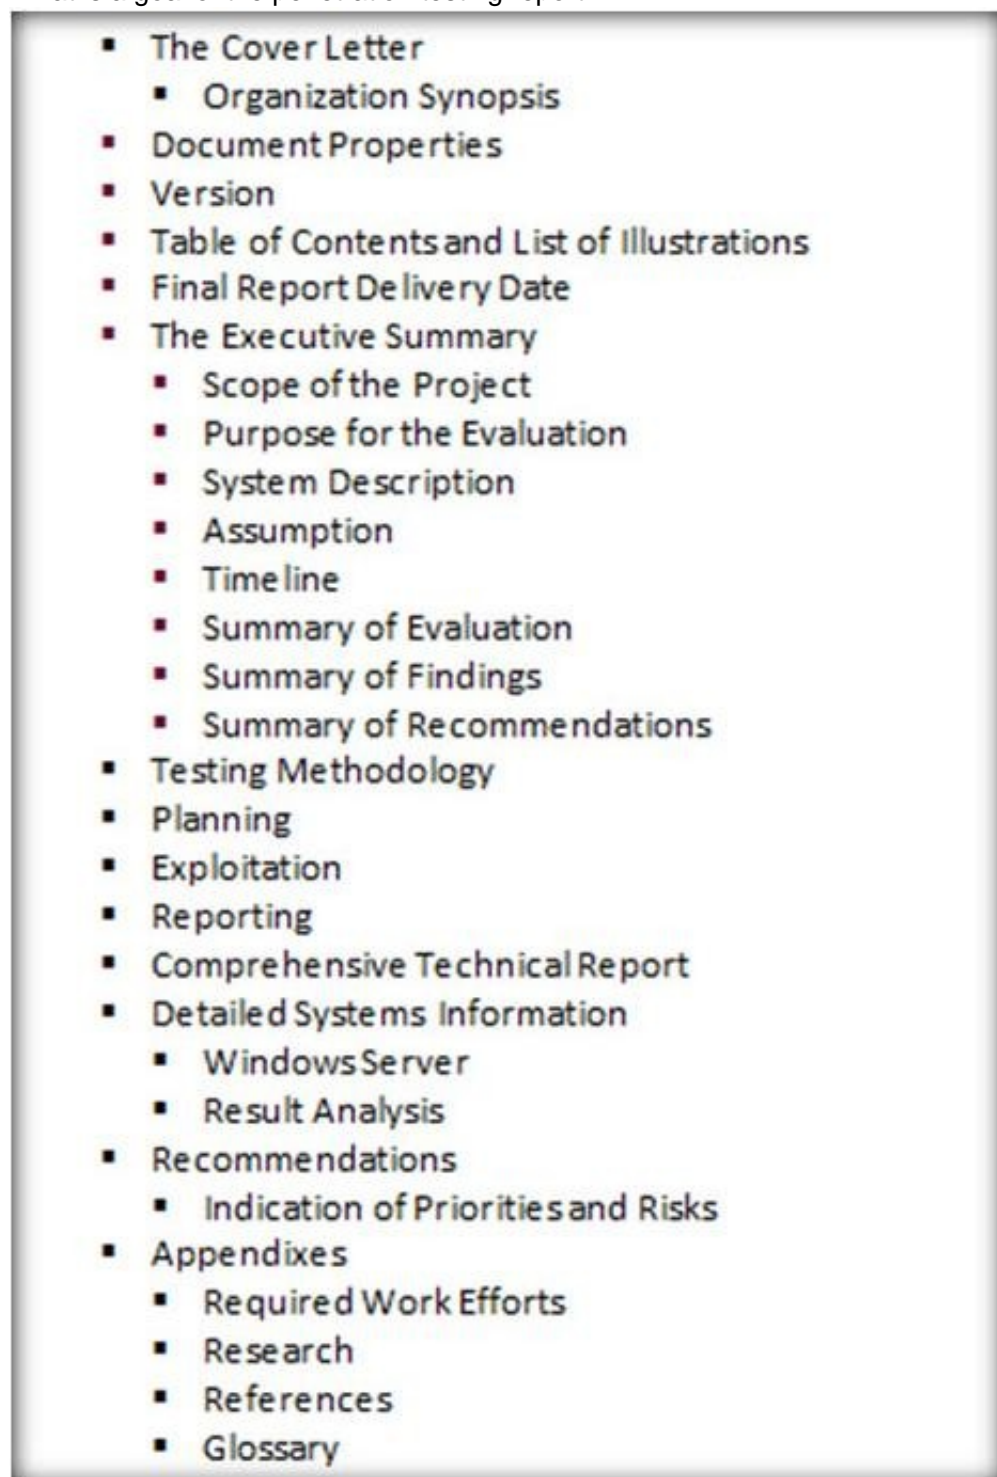 The Cover Letter
Organization Synopsis
Document Properties
Version
Table of Contents and List of Illustrations
Final Report Delivery Date
The Executive Summary
Scope of the Project
Purpose for the Evaluation
System Description
Assumption
Timeline
Summary of Evaluation
Summary of Findings
Summary of Recommendations
Testing Methodology
Planning
Exploitation
Reporting
Comprehensive Technical Report
Detailed Systems Information
Windows Server
Result Analysis
Recommendations
Indication of Priorities and Risks
Appendixes
Required Work Efforts
Research
References
Glossary